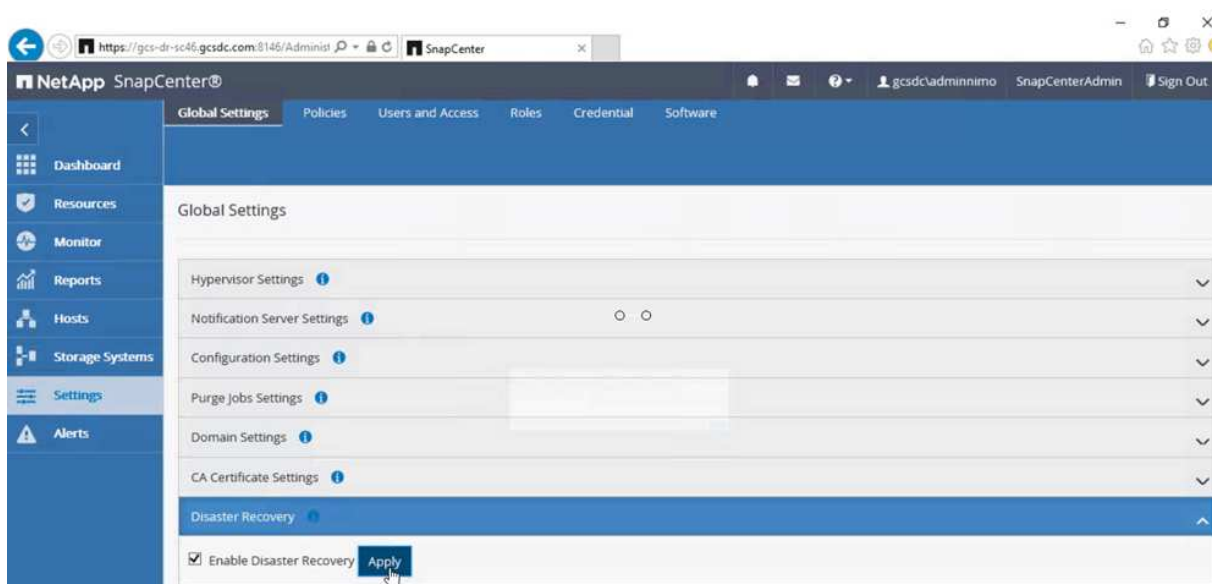 https://gcs-dr-sc46.gcsdc.com:8146/Administ
SnapCenter
NetApp SnapCenter®
gcsdc\adminnimo SnapCenterAdmin Sign Out
Global Settings Policies Users and Access Roles Credential Software
Dashboard
Resources
Monitor
Reports
Hosts
Storage Systems
Settings
Alerts
Global Settings
Hypervisor Settings
Notification Server Settings
Configuration Settings
Purge Jobs Settings
Domain Settings
CA Certificate Settings
Disaster Recovery
Enable Disaster Recovery Apply